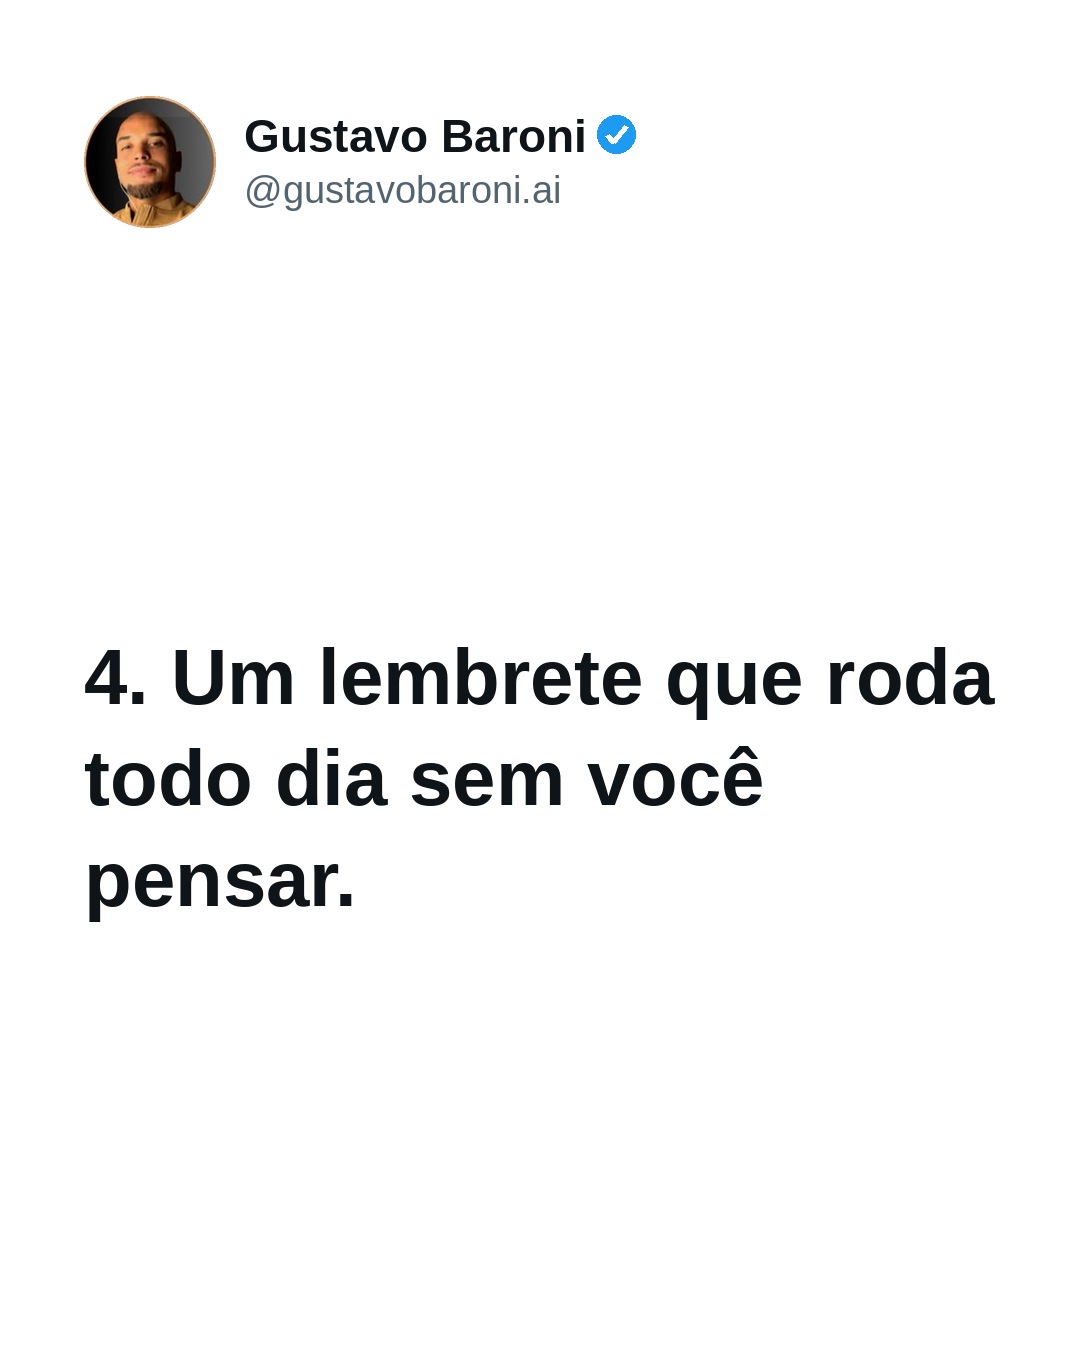 Gustavo Baroni
@gustavobaroni.ai
4. Um lembrete que roda
todo dia sem você
pensar.